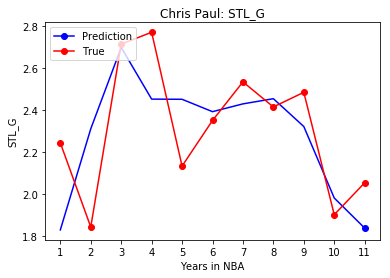 Chris Paul: STL_G
Prediction
True
2.8
2.6
2.4
2.2
2.0
1.8
STL_G
1 2 3 4 5 6 7 8 9 10 11
Years in NBA